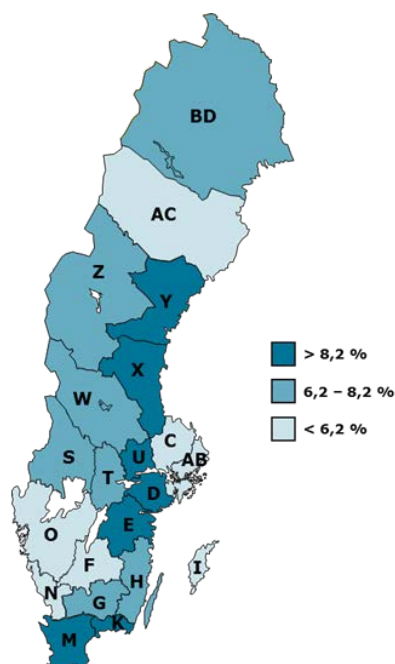 BD
AC
Z
Y
X
> 8,2 %
6,2 – 8,2 %
< 6,2 %
W
C
AB
S
U
T
D
E
O
F
I
H
N
G
K
M